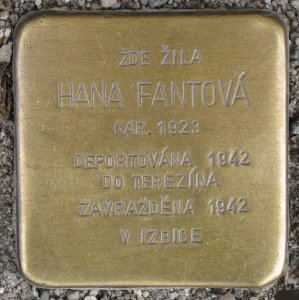 ZDE ŽILA
HANA FANTOVÁ
NAR. 1923
DEPORTOVÁNA 1942
DO TEREZÍNA
ZAVRAŽDĚNA 1942
V IZBICE